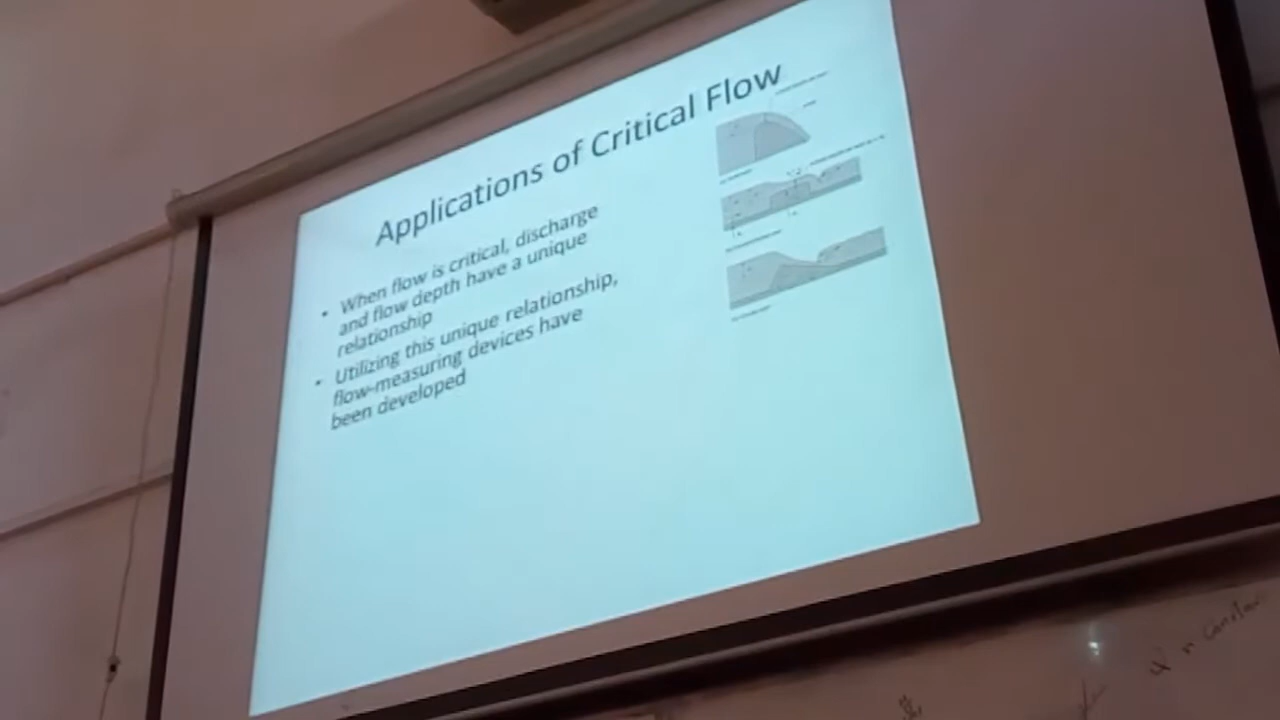 Applications of Critical Flow
• When flow is critical, discharge
and flow depth have a unique
relationship
• Utilizing this unique relationship,
flow-measuring devices have
been developed